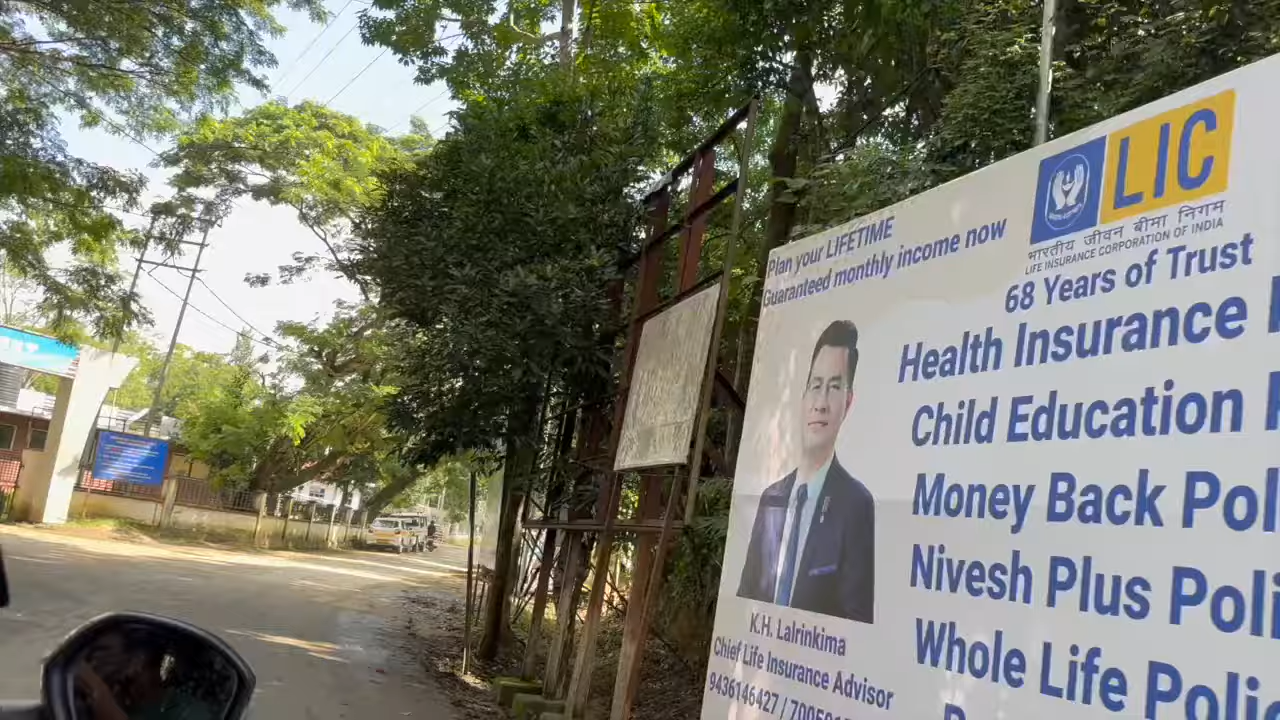 Plan your LIFETIME
Guaranteed monthly income now
LIC
भारतीय जीवन बीमा निगम
LIFE INSURANCE CORPORATION OF INDIA
68 Years of Trust
Health Insurance
Child Education
Money Back Poli
Nivesh Plus Poli
Whole Life Polic
K.H. Lalrinkima
Chief Life Insurance Advisor
9436146427 /